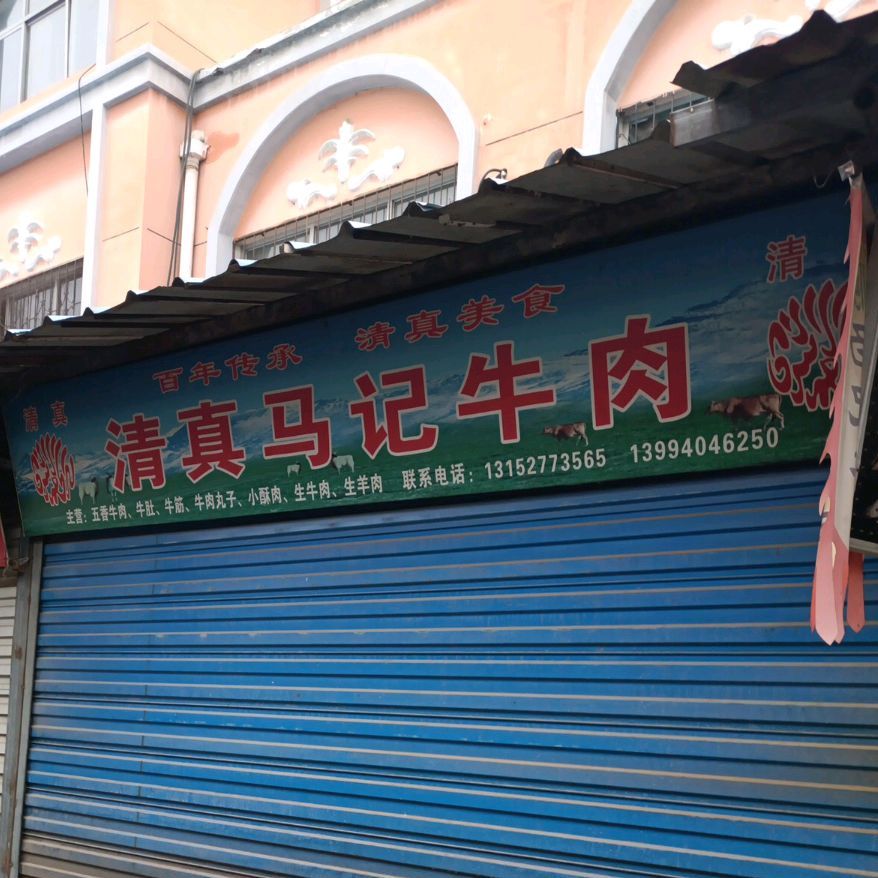 百年传承 清真美食
清真
清真马记牛肉
清
主营：五香牛肉、牛肚、牛筋、牛肉丸子、小酥肉、生牛肉、生羊肉 联系电话：13152773565 13994046250